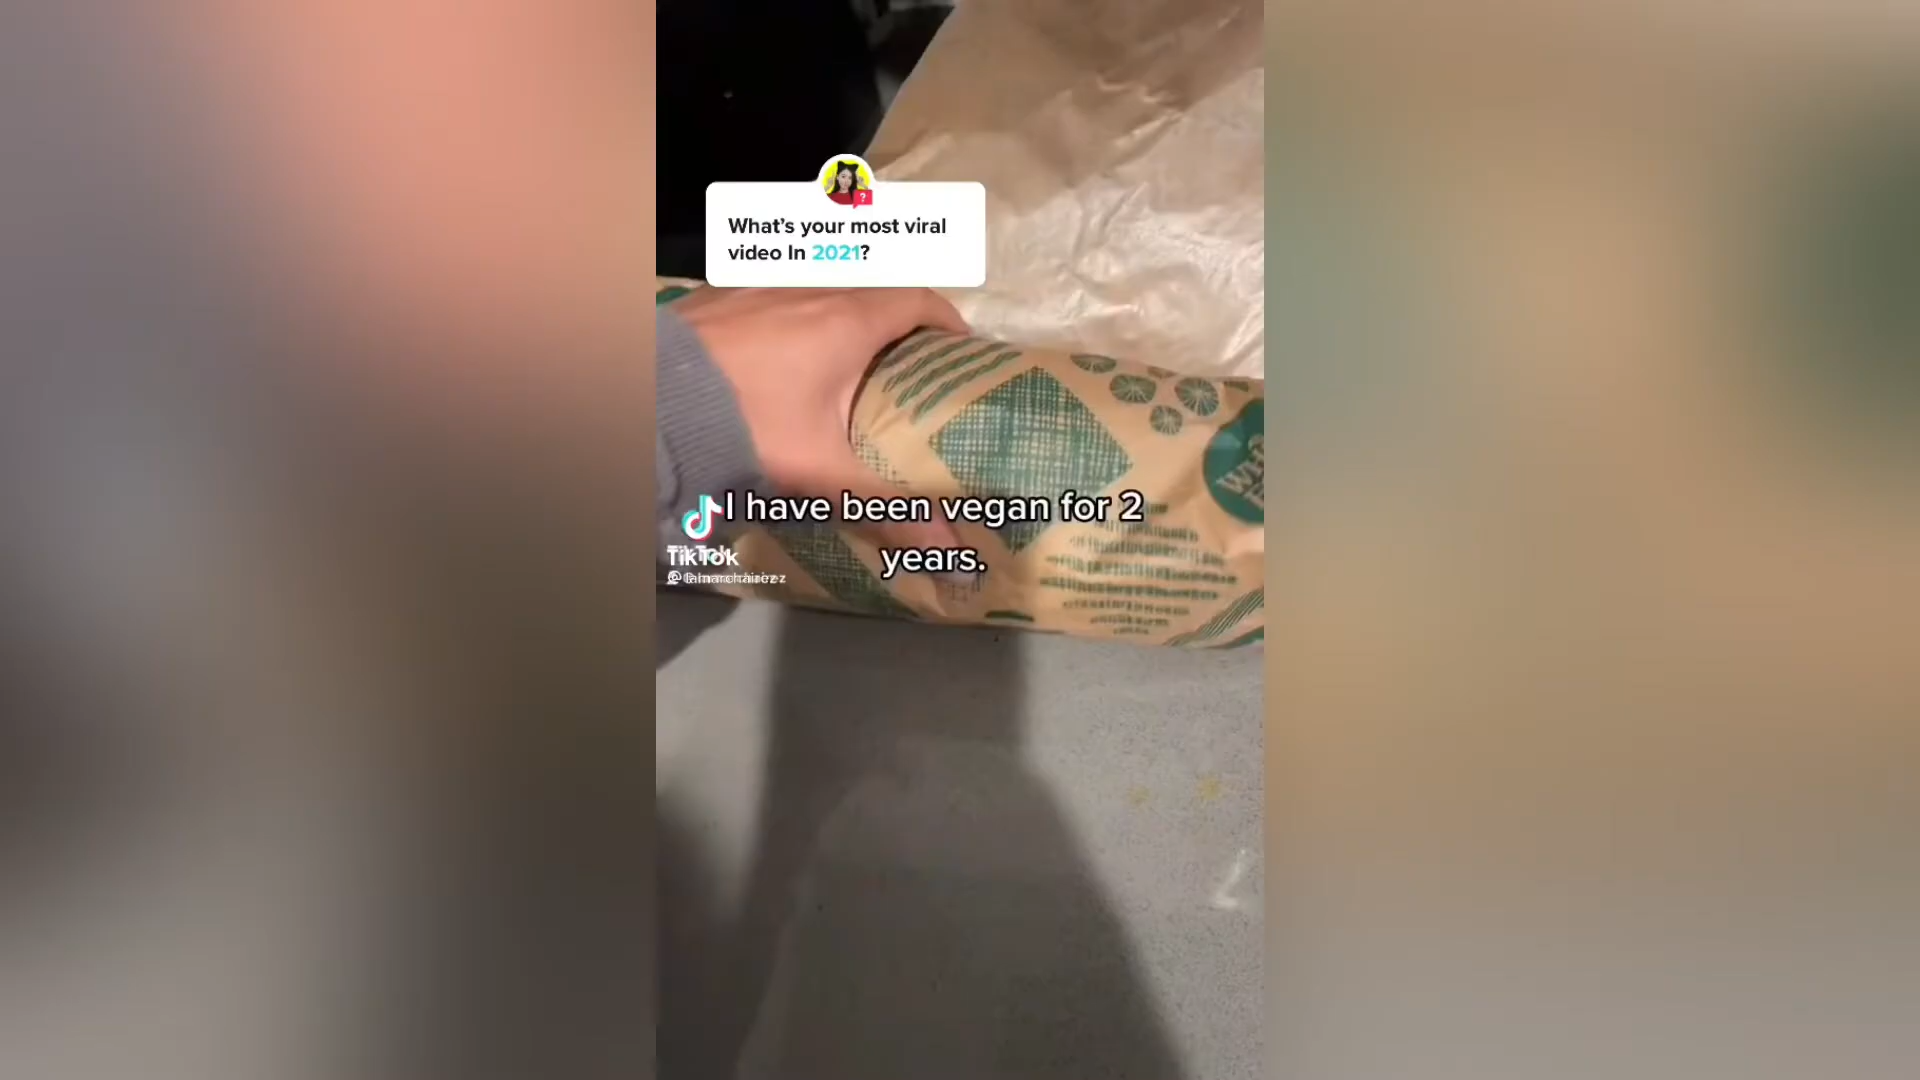 What's your most viral
video In 2021?
I have been vegan for 2
years.
TikTok